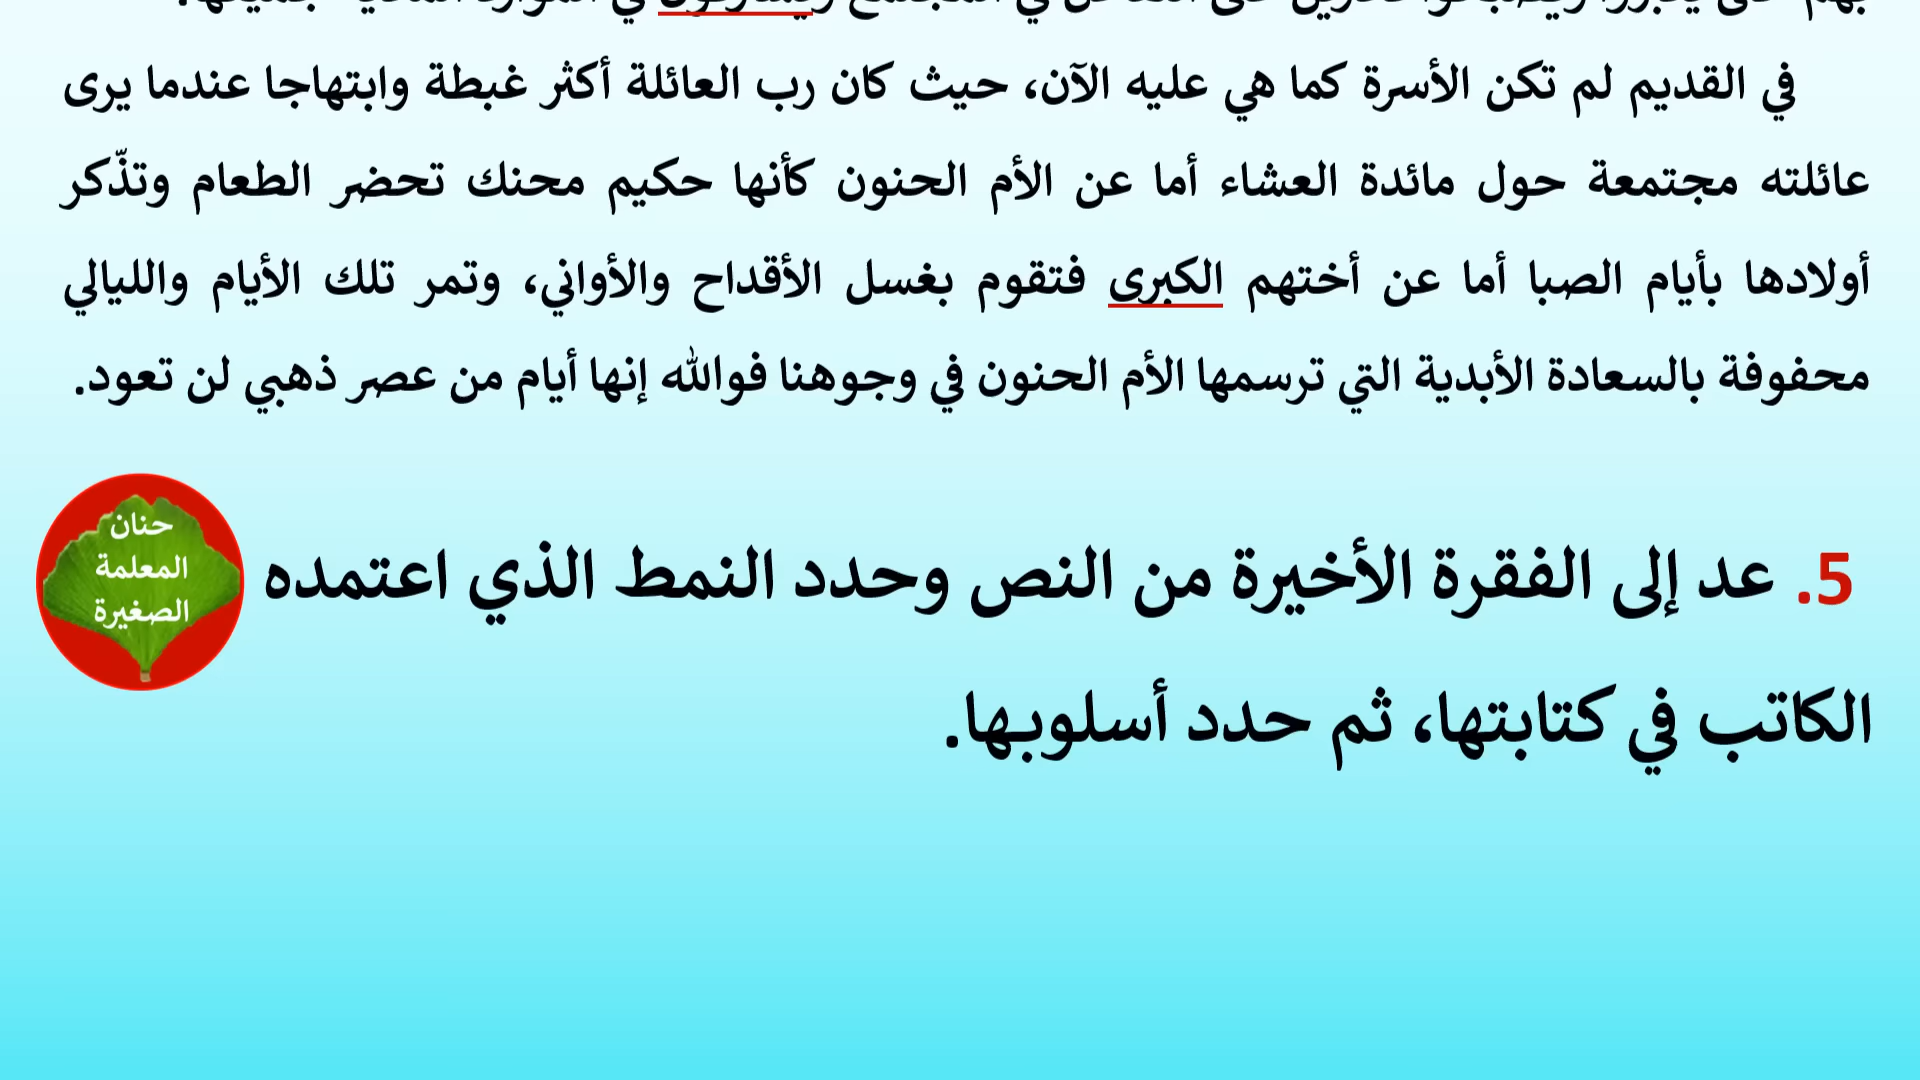 في القديم لم تكن الأسرة كما هي عليه الآن، حيث كان رب العائلة أكثر غبطة وابتهاجا عندما يرى
عائلته مجتمعة حول مائدة العشاء أما عن الأم الحنون كأنها حكيم محنك تحضر الطعام وتذّكر
أولادها بأيام الصبا أما عن أختهم الكبرى فتقوم بغسل الأقداح والأواني، وتمر تلك الأيام والليالي
محفوفة بالسعادة الأبدية التي ترسمها الأم الحنون في وجوهنا فوالله إنها أيام من عصر ذهبي لن تعود.
5. عد إلى الفقرة الأخيرة من النص وحدد النمط الذي اعتمده
الكاتب في كتابتها، ثم حدد أسلوبها.
حنان
المعلمة
الصغيرة